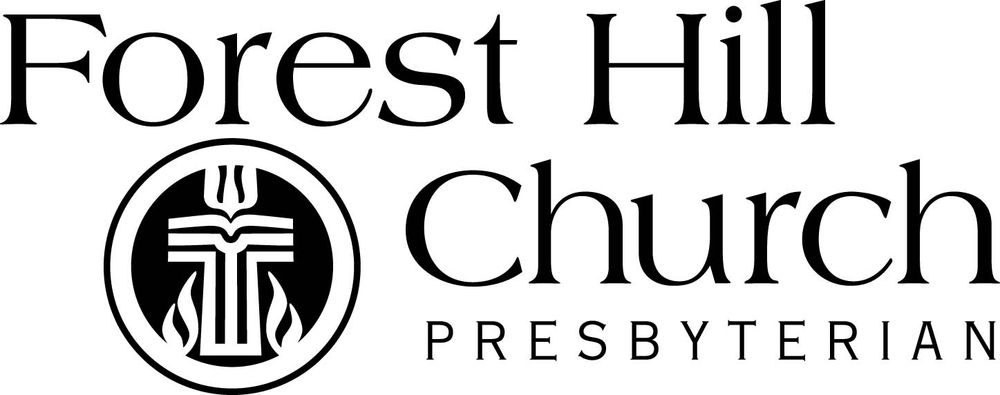 Forest Hill
Church
PRESBYTERIAN